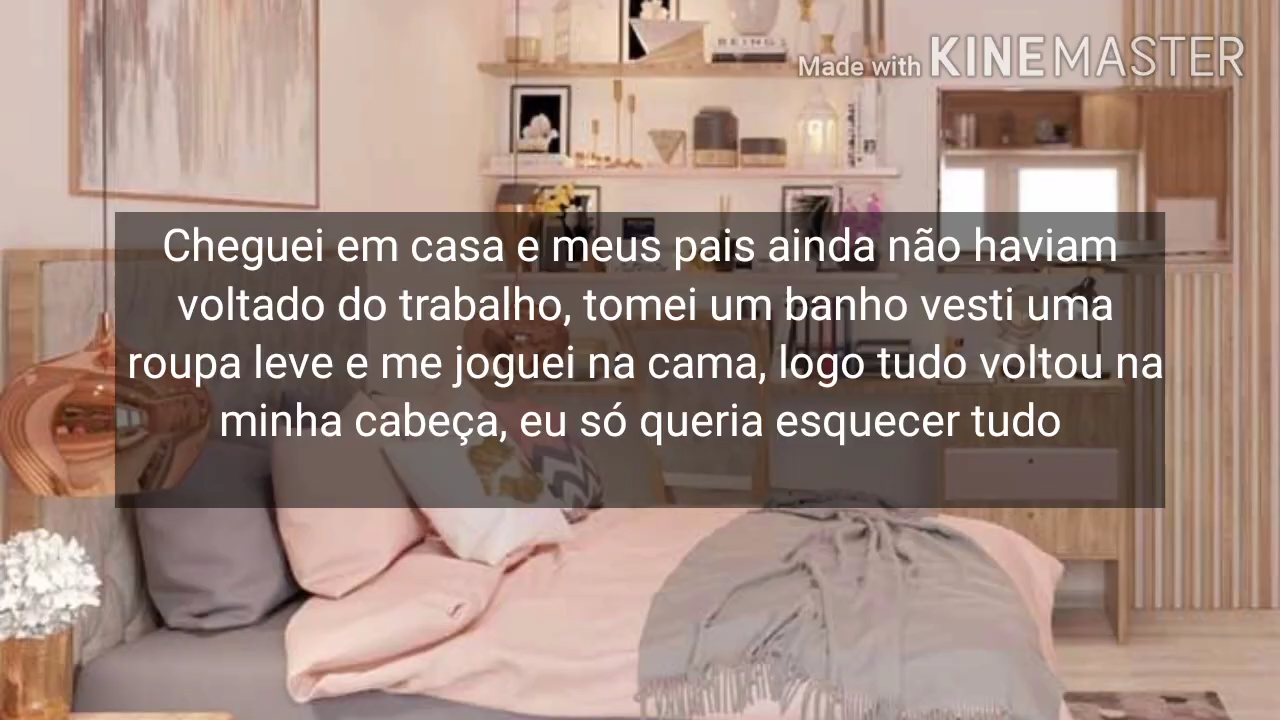 BEING
Made with KINEMASTER
Cheguei em casa e meus pais ainda não haviam
voltado do trabalho, tomei um banho vesti uma
roupa leve e me joguei na cama, logo tudo voltou na
minha cabeça, eu só queria esquecer tudo